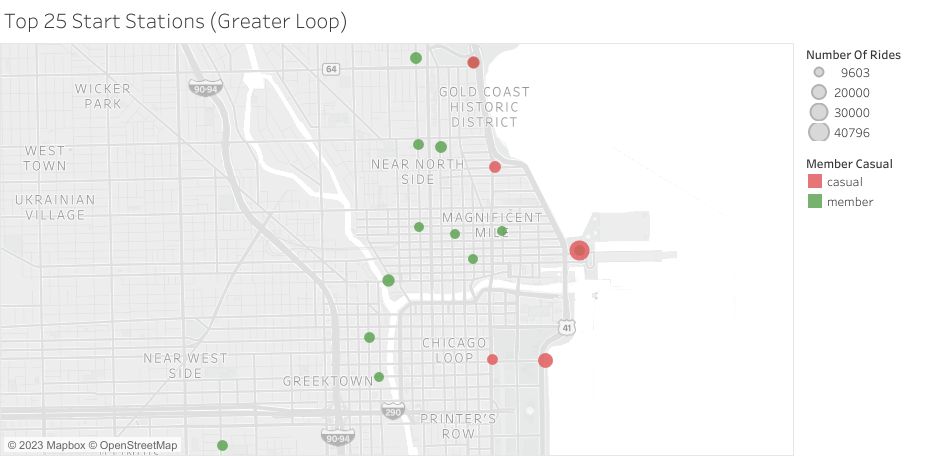 Top 25 Start Stations (Greater Loop)
Number Of Rides
9603
20000
30000
40796
Member Casual
casual
member
64
90-94
WICKER
PARK
GOLD COAST
HISTORIC
DISTRICT
WEST
TOWN
NEAR NORTH
SIDE
UKRAINIAN
VILLAGE
MAGNIFICENT
MILE
41
CHICAGO
LOOP
NEAR WEST
SIDE
GREEKTOWN
290
PRINTER'S
ROW
90-94
© 2023 Mapbox © OpenStreetMap